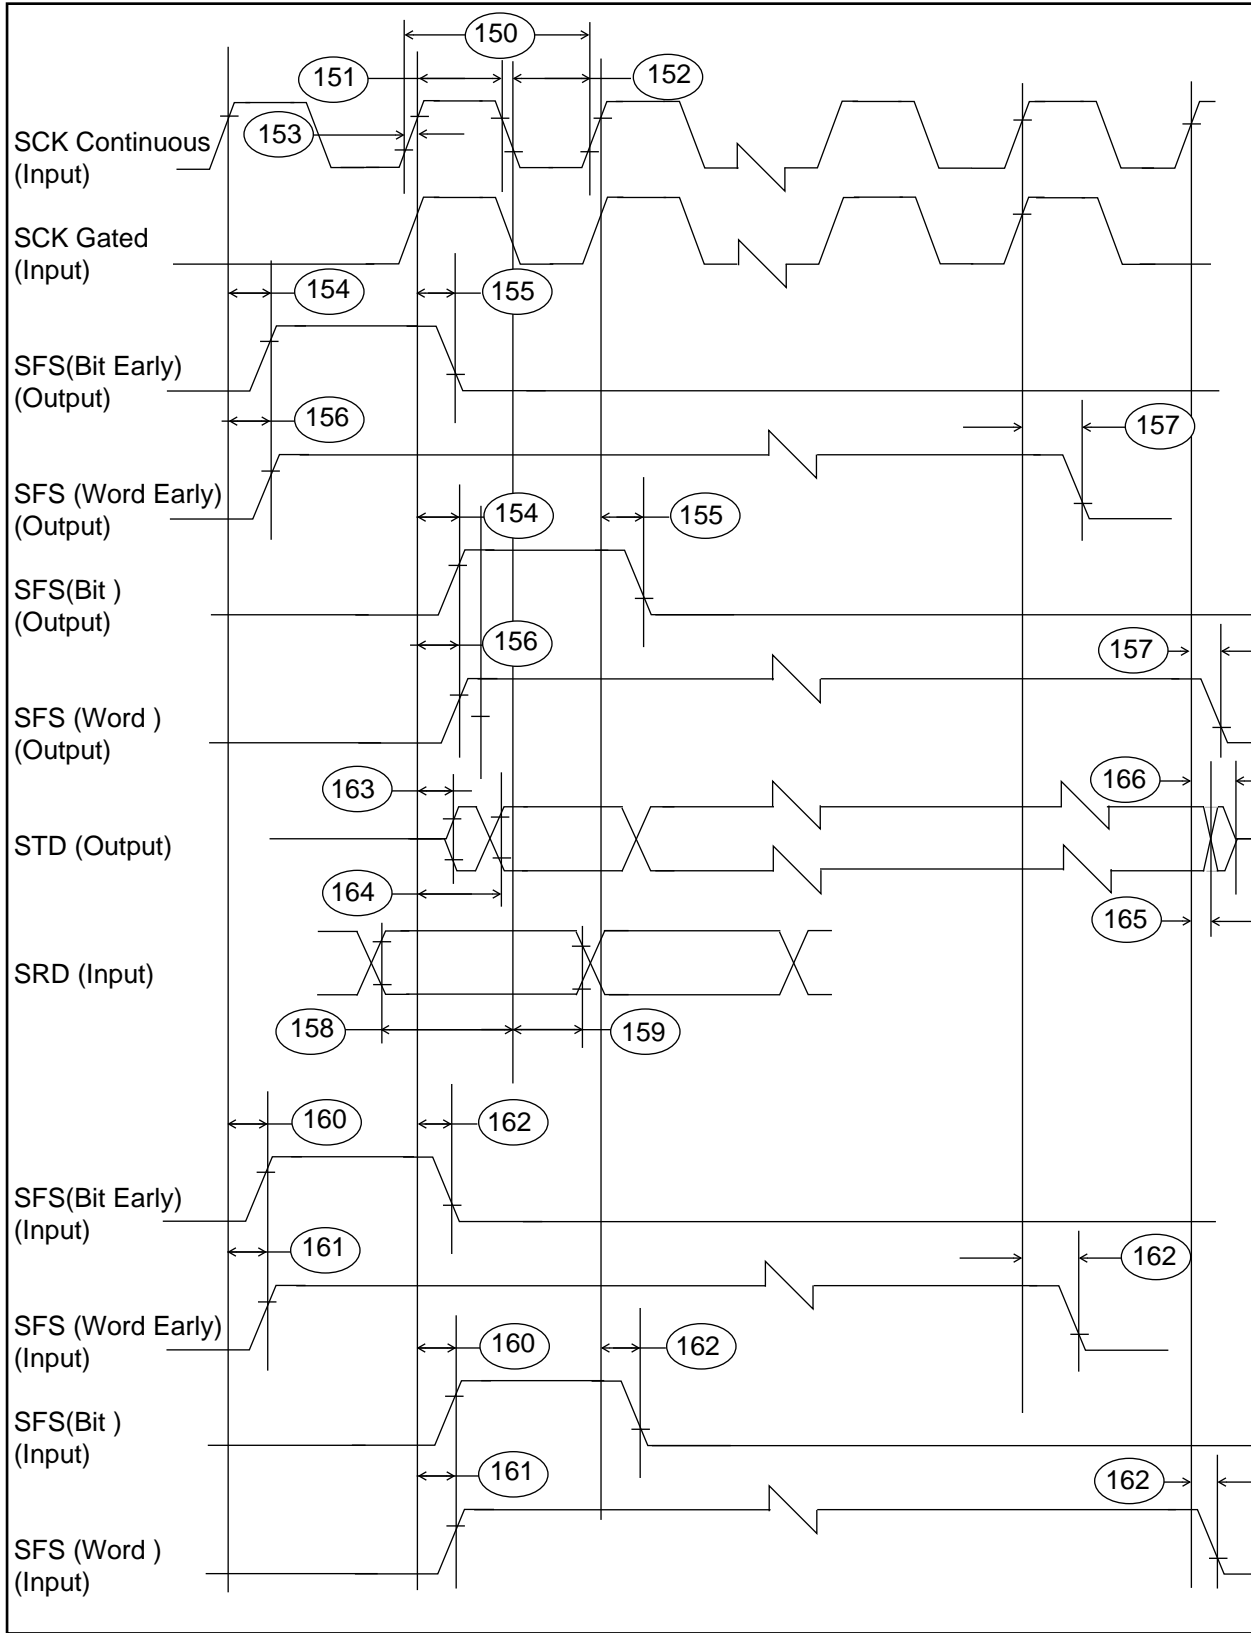 150
151
152
SCK Continuous
(Input)
153
SCK Gated
(Input)
154
155
SFS(Bit Early)
(Output)
156
157
SFS (Word Early)
(Output)
154
155
SFS(Bit )
(Output)
156
157
SFS (Word )
(Output)
163
166
STD (Output)
164
165
SRD (Input)
158
159
160
162
SFS(Bit Early)
(Input)
161
162
SFS (Word Early)
(Input)
160
162
SFS(Bit )
(Input)
161
162
SFS (Word )
(Input)